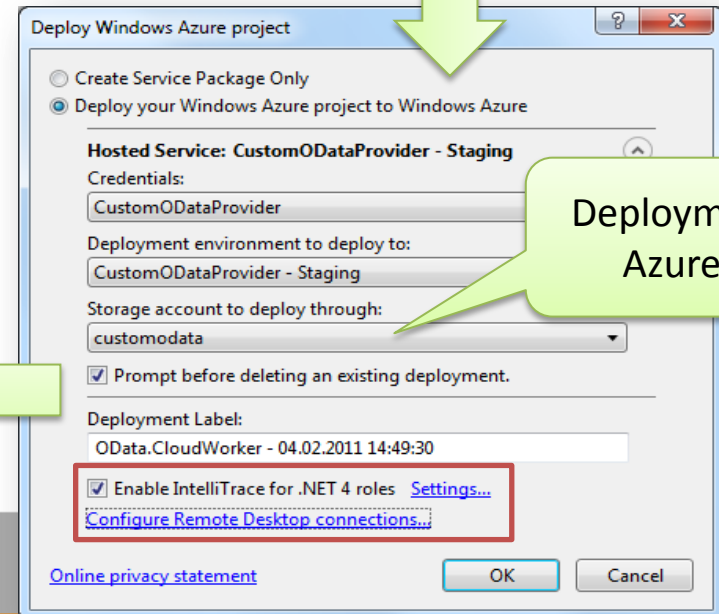 Deploy Windows Azure project
Create Service Package Only
Deploy your Windows Azure project to Windows Azure
Hosted Service: CustomODataProvider - Staging
Credentials:
CustomODataProvider
Deployment environment to deploy to:
CustomODataProvider - Staging
Storage account to deploy through:
customodata
Prompt before deleting an existing deployment.
Deployment Label:
OData.CloudWorker - 04.02.2011 14:49:30
Enable IntelliTrace for .NET 4 roles Settings...
Configure Remote Desktop connections...
Online privacy statement OK Cancel
Azure